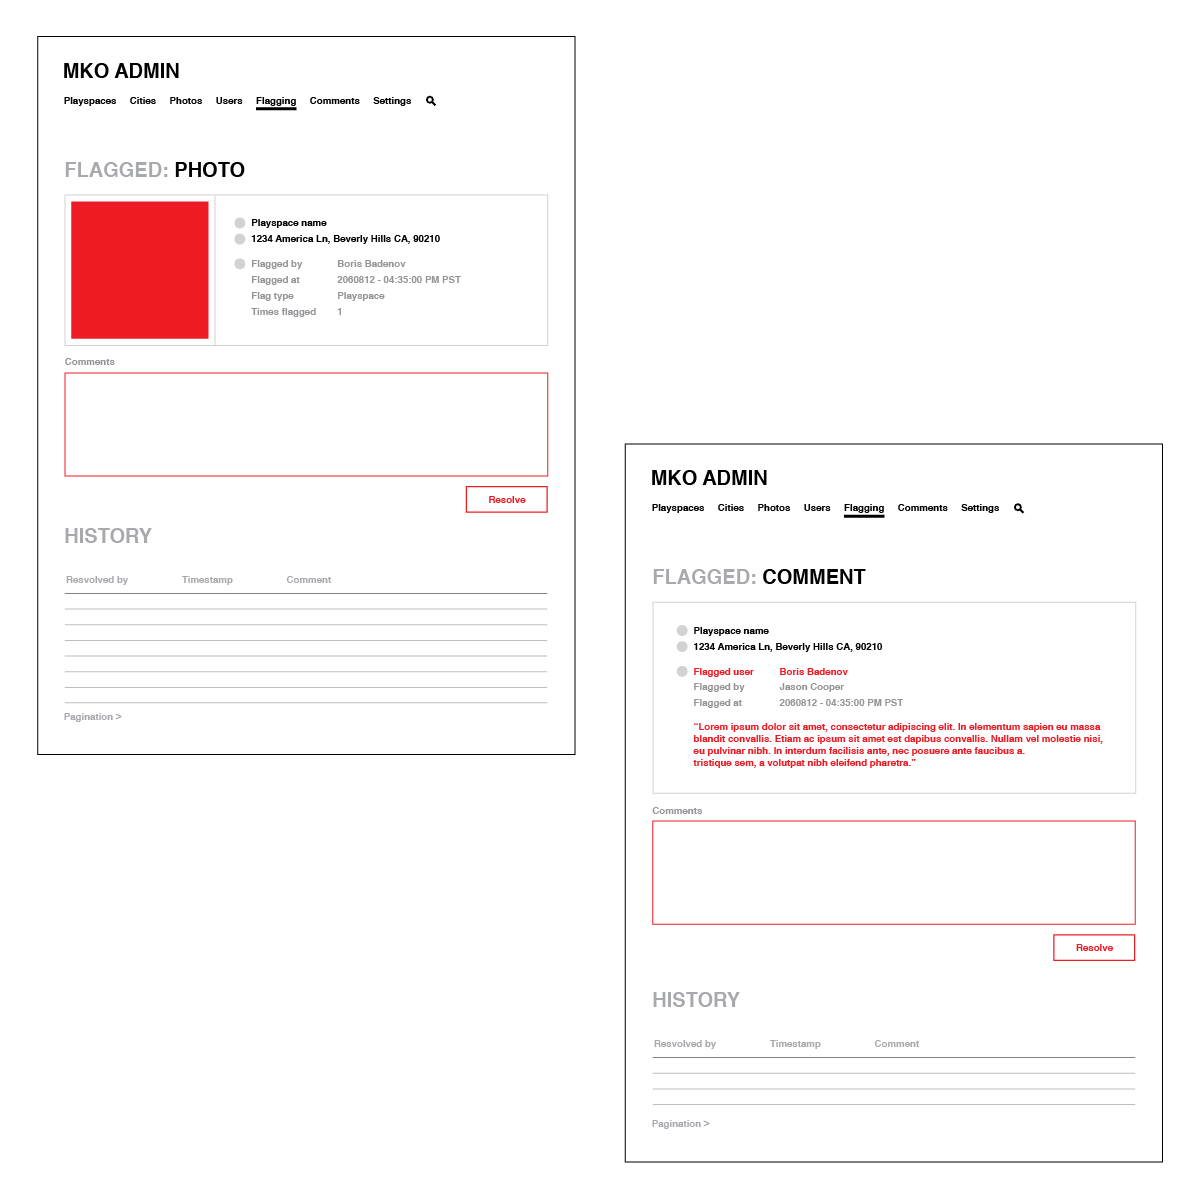 MKO ADMIN
Playspaces Cities Photos Users Flagging Comments Settings
FLAGGED: PHOTO
Playspace name
1234 America Ln, Beverly Hills CA, 90210
Flagged by Boris Badenov
Flagged at 2060812 - 04:35:00 PM PST
Flag type Playspace
Times flagged 1
Comments
Resolve
HISTORY
Resvolved by Timestamp Comment
Pagination >
MKO ADMIN
Playspaces Cities Photos Users Flagging Comments Settings
FLAGGED: COMMENT
Playspace name
1234 America Ln, Beverly Hills CA, 90210
Flagged user Boris Badenov
Flagged by Jason Cooper
Flagged at 2060812 - 04:35:00 PM PST
“Lorem ipsum dolor sit amet, consectetur adipiscing elit. In elementum sapien eu massa
blandit convallis. Etiam ac ipsum sit amet est dapibus convallis. Nullam vel molestie nisi,
eu pulvinar nibh. In interdum facilisis ante, nec posuere ante faucibus a.
tristique sem, a volutpat nibh eleifend pharetra.”
Comments
Resolve
HISTORY
Resvolved by Timestamp Comment
Pagination >